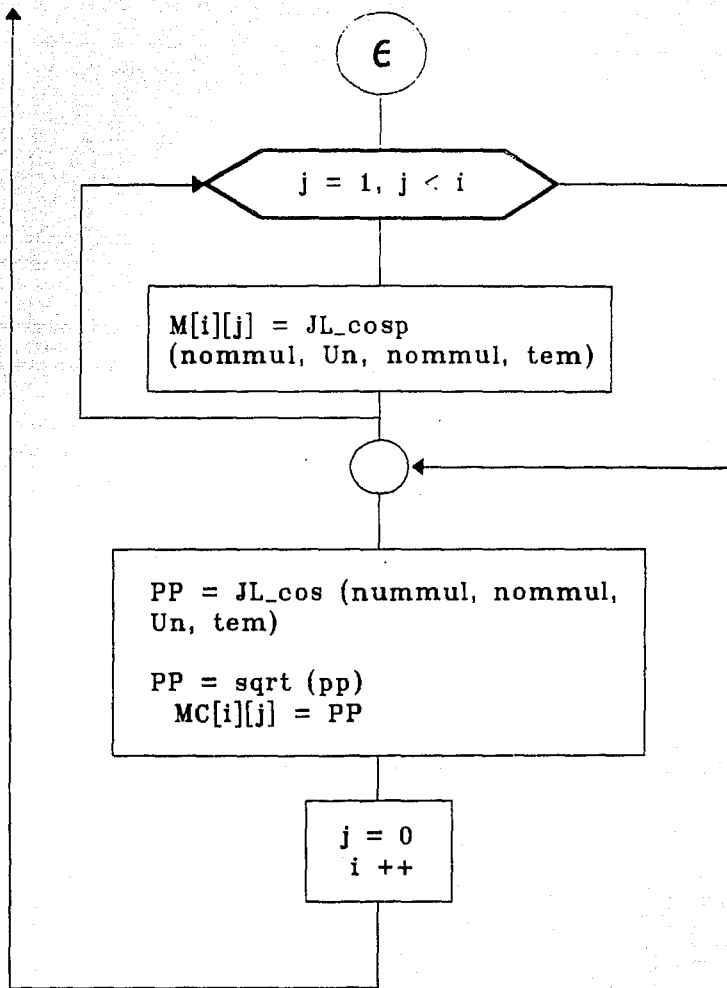 ϵ
j = 1, j < i
M[i][j] = JL_cosp
(nommul, Un, nommul, tem)
PP = JL_cos (nummul, nommul,
Un, tem)
PP = sqrt (pp)
MC[i][j] = PP
j = 0
i ++